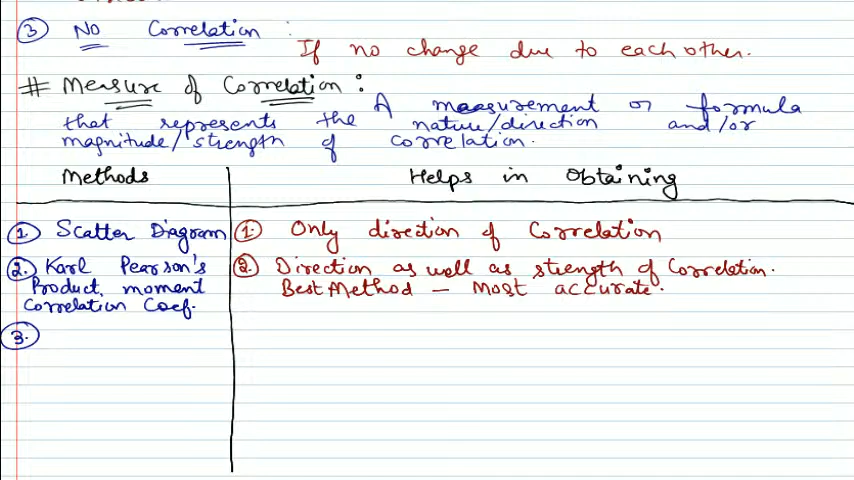 ③ No Correlation :
If no change due to each other.
# Measure of Correlation :
A measurement or formula
that represents the nature/direction and/or
magnitude/strength of correlation.
Methods Helps in Obtaining
①. Scatter Diagram ①. Only direction of Correlation
②. Karl Pearson's ②. Direction as well as strength of Correlation.
Product moment Best Method – Most accurate.
Correlation Coef.
③.